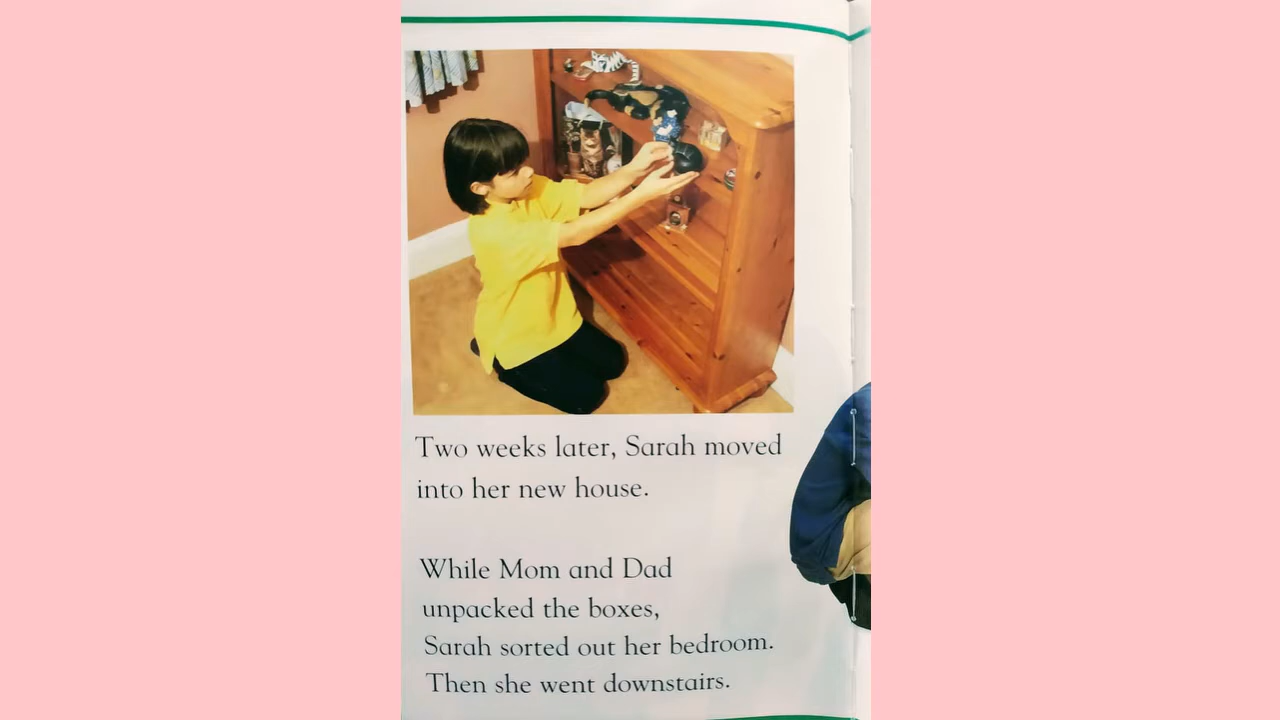 Two weeks later, Sarah moved
into her new house.
While Mom and Dad
unpacked the boxes,
Sarah sorted out her bedroom.
Then she went downstairs.